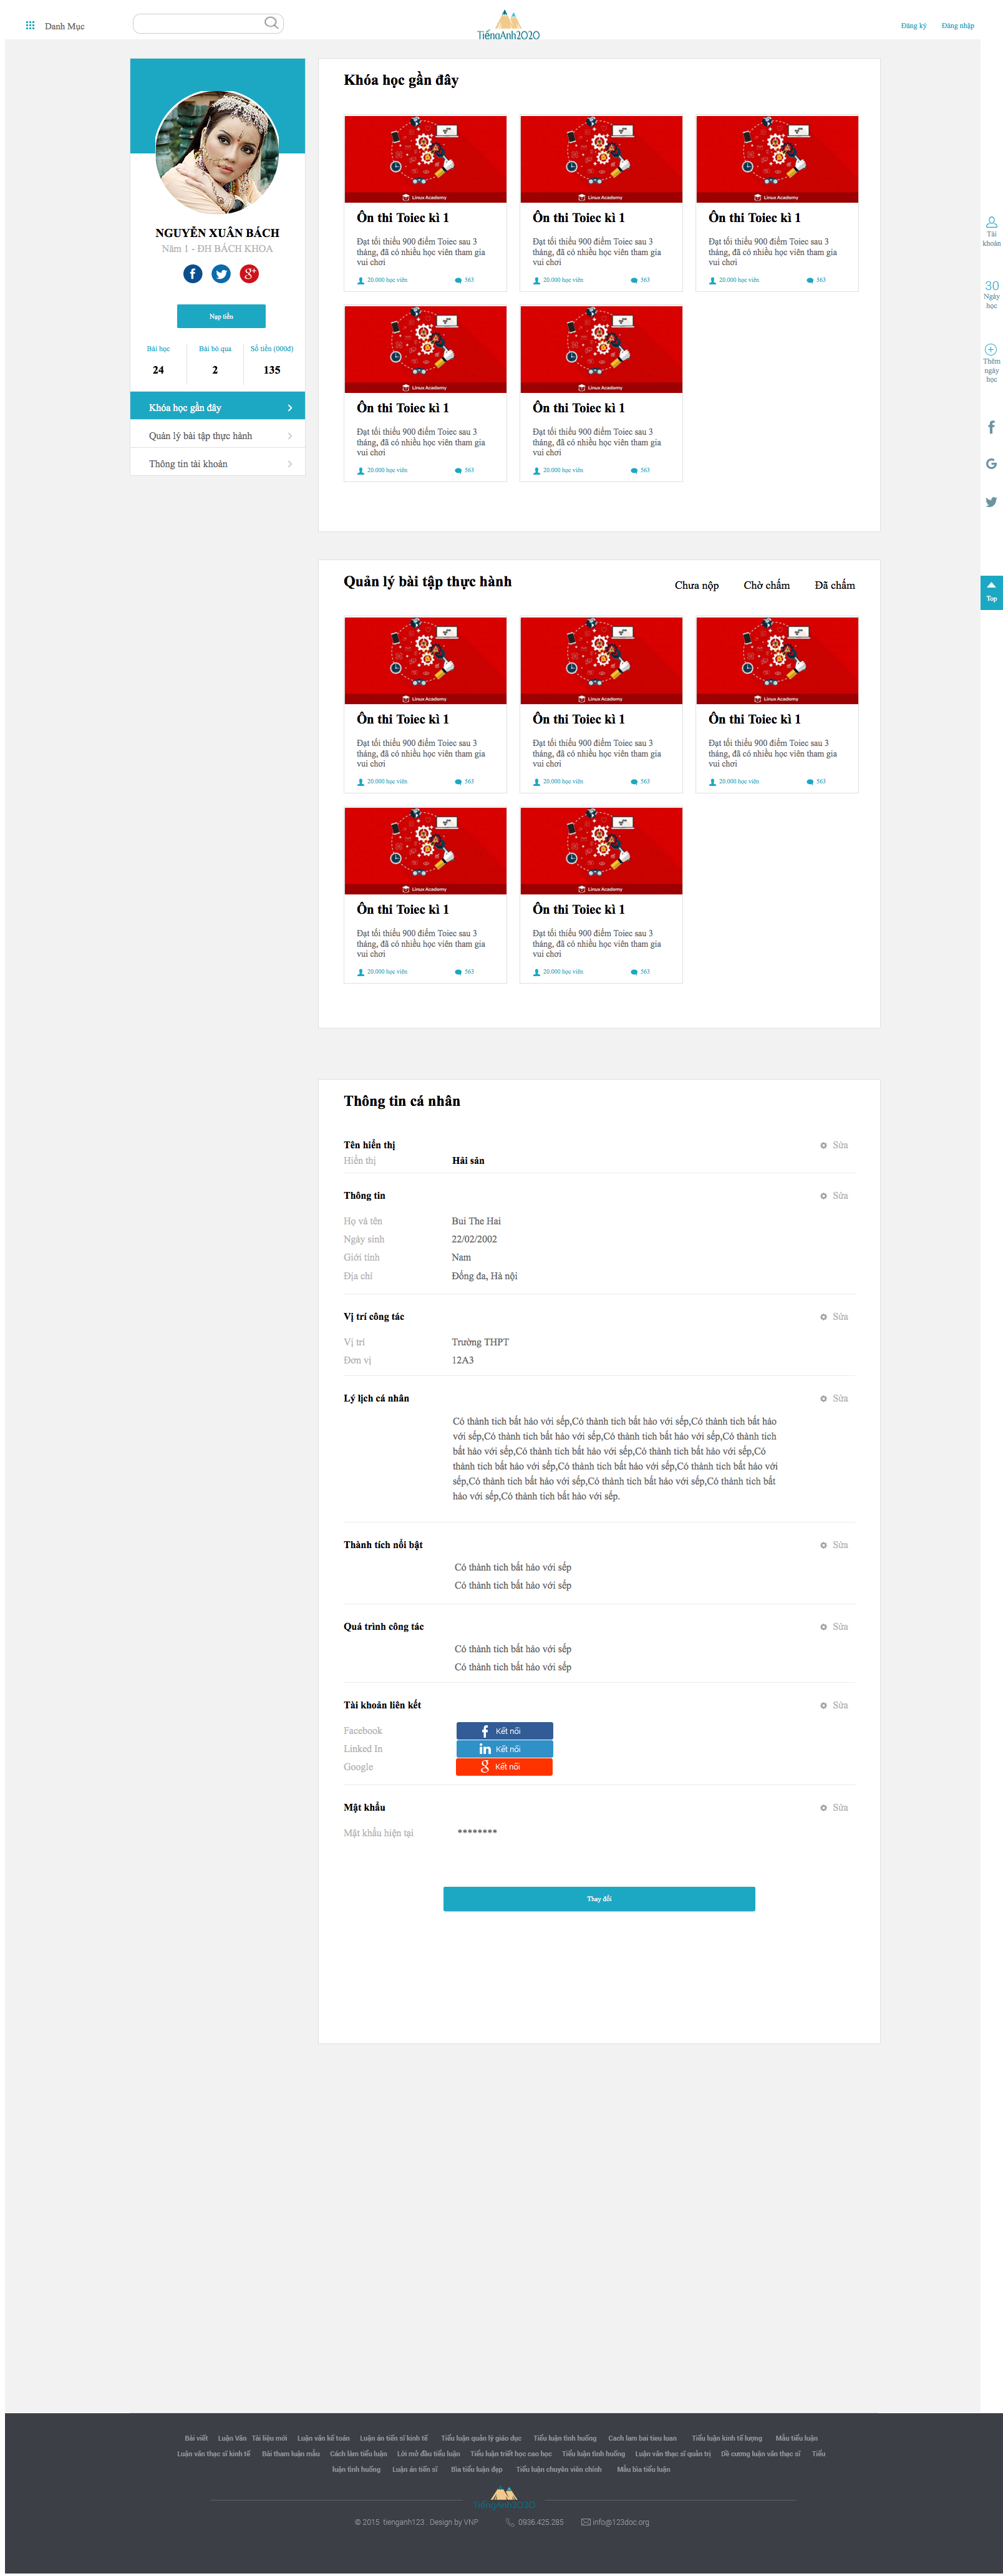 Danh Mục
TiếngAnh2020
Đăng ký Đăng nhập
NGUYỄN XUÂN BÁCH
Năm 1 - ĐH BÁCH KHOA
Nạp tiền
Bài học Bài bỏ qua Số tiền (000đ)
24 2 135
Khóa học gần đây
Quản lý bài tập thực hành
Thông tin tài khoản
Khóa học gần đây
Linux Academy Linux Academy Linux Academy
Ôn thi Toiec kì 1 Ôn thi Toiec kì 1 Ôn thi Toiec kì 1
Đạt tối thiểu 900 điểm Toiec sau 3 Đạt tối thiểu 900 điểm Toiec sau 3 Đạt tối thiểu 900 điểm Toiec sau 3
tháng, đã có nhiều học viên tham gia tháng, đã có nhiều học viên tham gia tháng, đã có nhiều học viên tham gia
vui chơi vui chơi vui chơi
20.000 học viên 563 20.000 học viên 563 20.000 học viên 563
Linux Academy Linux Academy
Ôn thi Toiec kì 1 Ôn thi Toiec kì 1
Đạt tối thiểu 900 điểm Toiec sau 3 Đạt tối thiểu 900 điểm Toiec sau 3
tháng, đã có nhiều học viên tham gia tháng, đã có nhiều học viên tham gia
vui chơi vui chơi
20.000 học viên 563 20.000 học viên 563
Tài
khoản
30
Ngày
học
Thêm
ngày
học
Top
Quản lý bài tập thực hành Chưa nộp Chờ chấm Đã chấm
Linux Academy Linux Academy Linux Academy
Ôn thi Toiec kì 1 Ôn thi Toiec kì 1 Ôn thi Toiec kì 1
Đạt tối thiểu 900 điểm Toiec sau 3 Đạt tối thiểu 900 điểm Toiec sau 3 Đạt tối thiểu 900 điểm Toiec sau 3
tháng, đã có nhiều học viên tham gia tháng, đã có nhiều học viên tham gia tháng, đã có nhiều học viên tham gia
vui chơi vui chơi vui chơi
20.000 học viên 563 20.000 học viên 563 20.000 học viên 563
Linux Academy Linux Academy
Ôn thi Toiec kì 1 Ôn thi Toiec kì 1
Đạt tối thiểu 900 điểm Toiec sau 3 Đạt tối thiểu 900 điểm Toiec sau 3
tháng, đã có nhiều học viên tham gia tháng, đã có nhiều học viên tham gia
vui chơi vui chơi
20.000 học viên 563 20.000 học viên 563
Thông tin cá nhân
Tên hiển thị Sửa
Hiển thị Hải sản
Thông tin Sửa
Họ và tên Bui The Hai
Ngày sinh 22/02/2002
Giới tính Nam
Địa chỉ Đống đa, Hà nội
Vị trí công tác Sửa
Vị trí Trường THPT
Đơn vị 12A3
Lý lịch cá nhân Sửa
Có thành tich bất hảo với sếp,Có thành tich bất hảo với sếp,Có thành tich bất hảo
với sếp,Có thành tich bất hảo với sếp,Có thành tich bất hảo với sếp,Có thành tich
bất hảo với sếp,Có thành tich bất hảo với sếp,Có thành tich bất hảo với sếp,Có
thành tich bất hảo với sếp,Có thành tich bất hảo với sếp,Có thành tich bất hảo với
sếp,Có thành tich bất hảo với sếp,Có thành tich bất hảo với sếp,Có thành tich bất
hảo với sếp,Có thành tich bất hảo với sếp.
Thành tích nổi bật Sửa
Có thành tich bất hảo với sếp
Có thành tich bất hảo với sếp
Quá trình công tác Sửa
Có thành tich bất hảo với sếp
Có thành tich bất hảo với sếp
Tài khoản liên kết Sửa
Facebook Kết nối
Linked In Kết nối
Google Kết nối
Mật khẩu Sửa
Mật khẩu hiện tại ********
Thay đổi
Bài viết Luận Văn Tài liệu mới Luận văn kế toán Luận án tiến sĩ kinh tế Tiểu luận quản lý giáo dục Tiểu luận tình huống Cach lam bai tieu luan Tiểu luận kinh tế lượng Mẫu tiểu luận
Luận văn thạc sĩ kinh tế Bài tham luận mẫu Cách làm tiểu luận Lời mở đầu tiểu luận Tiểu luận triết học cao học Tiểu luận tình huống Luận văn thạc sĩ quản trị Đề cương luận văn thạc sĩ Tiểu
luận tình huống Luận án tiến sĩ Bìa tiểu luận đẹp Tiểu luận chuyên viên chính Mẫu bìa tiểu luận
TiếngAnh2020
© 2015 tienganh123 . Design by VNP 0936.425.285 info@123doc.org